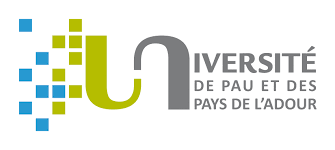 UNIVERSITÉ
DE PAU ET DES
PAYS DE L'ADOUR